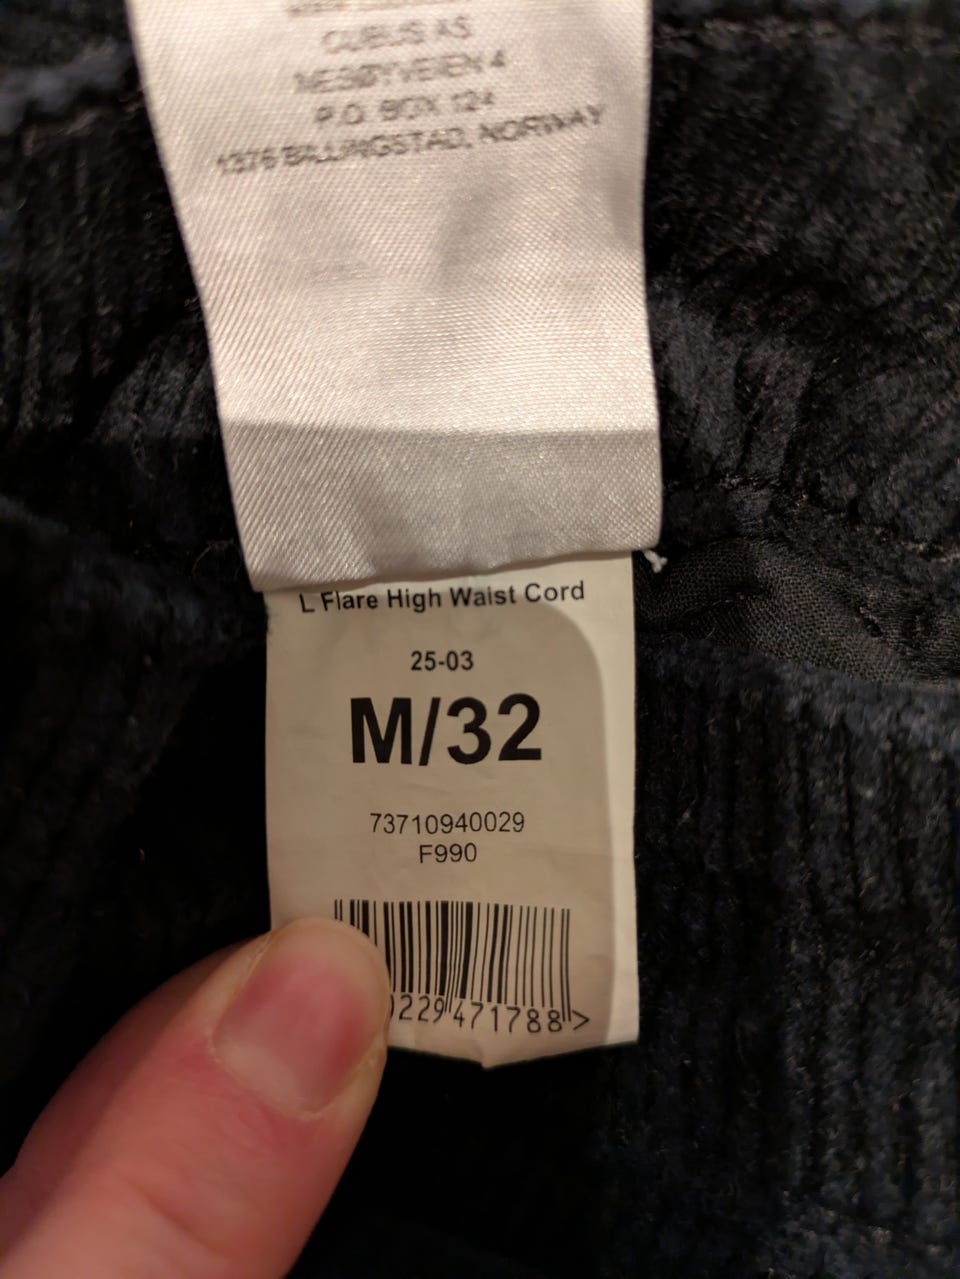 CUBUS AS
NESØYVEIEN 4
P.O. BOX 124
1376 BILLINGSTAD, NORWAY
L Flare High Waist Cord
25-03
M/32
73710940029
F990
0229 471788 >